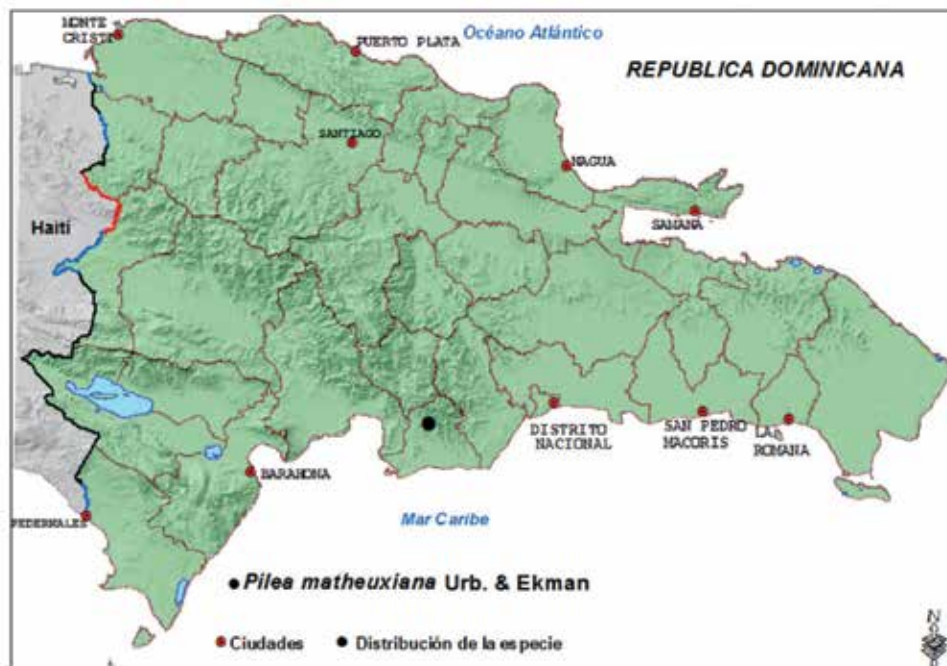 MONTE
CRISTI
Océano Atlántico
PUERTO PLATA
REPUBLICA DOMINICANA
SANTIAGO
NAGUA
SAMANA
Haití
DISTRITO
NACIONAL
SAN PEDRO
MACORIS
LA
ROMANA
BARAHONA
PEDERNALES
Mar Caribe
Pilea matheuxiana Urb. & Ekman
Ciudades
Distribución de la especie
N